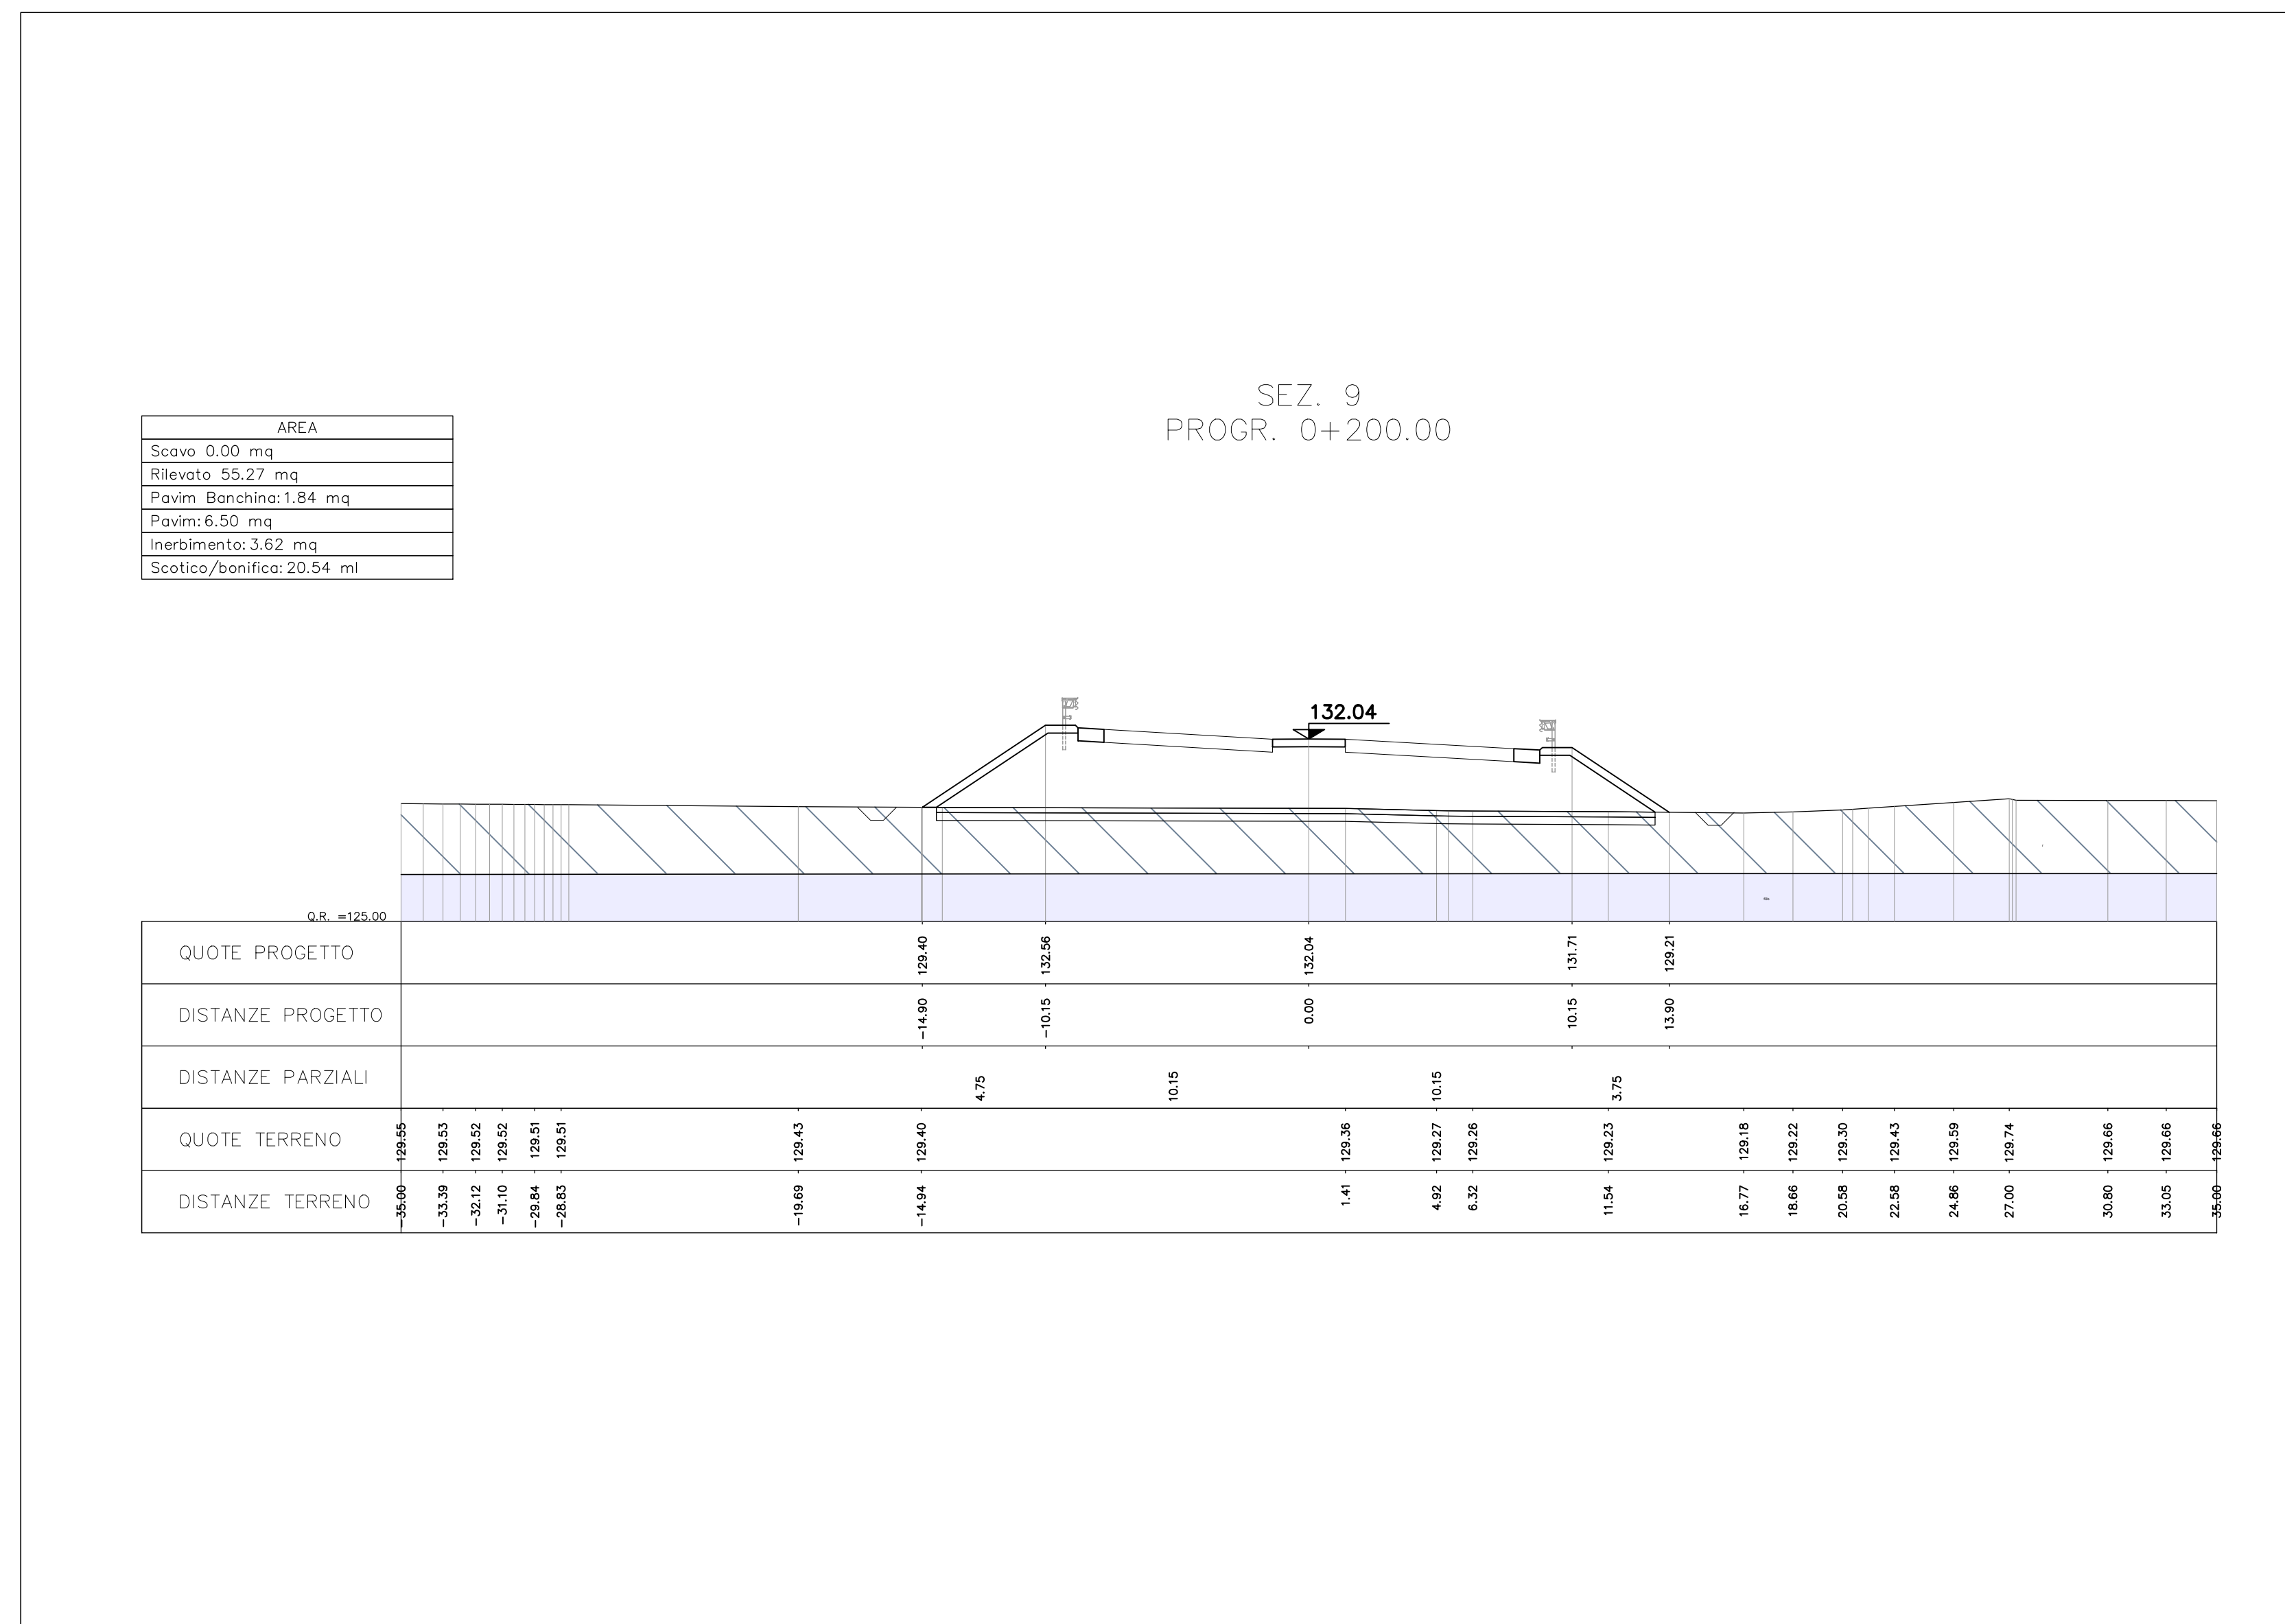 SEZ. 9
PROGR. 0+200.00
AREA
Scavo 0.00 mq
Rilevato 55.27 mq
Pavim Banchina:1.84 mq
Pavim:6.50 mq
Inerbimento:3.62 mq
Scotico/bonifica:20.54 ml
132.04
Q.R. =125.00
QUOTE PROGETTO 129.40 132.56 132.04 131.71 129.21
DISTANZE PROGETTO -14.90 -10.15 0.00 10.15 13.90
DISTANZE PARZIALI 4.75 10.15 10.15 3.75
QUOTE TERRENO 129.55 129.53 129.52 129.52 129.51 129.51 129.43 129.40 129.36 129.27 129.26 129.23 129.18 129.22 129.30 129.43 129.59 129.74 129.66 129.66 129.66
DISTANZE TERRENO -35.00 -33.39 -32.12 -31.10 -29.84 -28.83 -19.69 -14.94 1.41 4.92 6.32 11.54 16.77 18.66 20.58 22.58 24.86 27.00 30.80 33.05 35.00